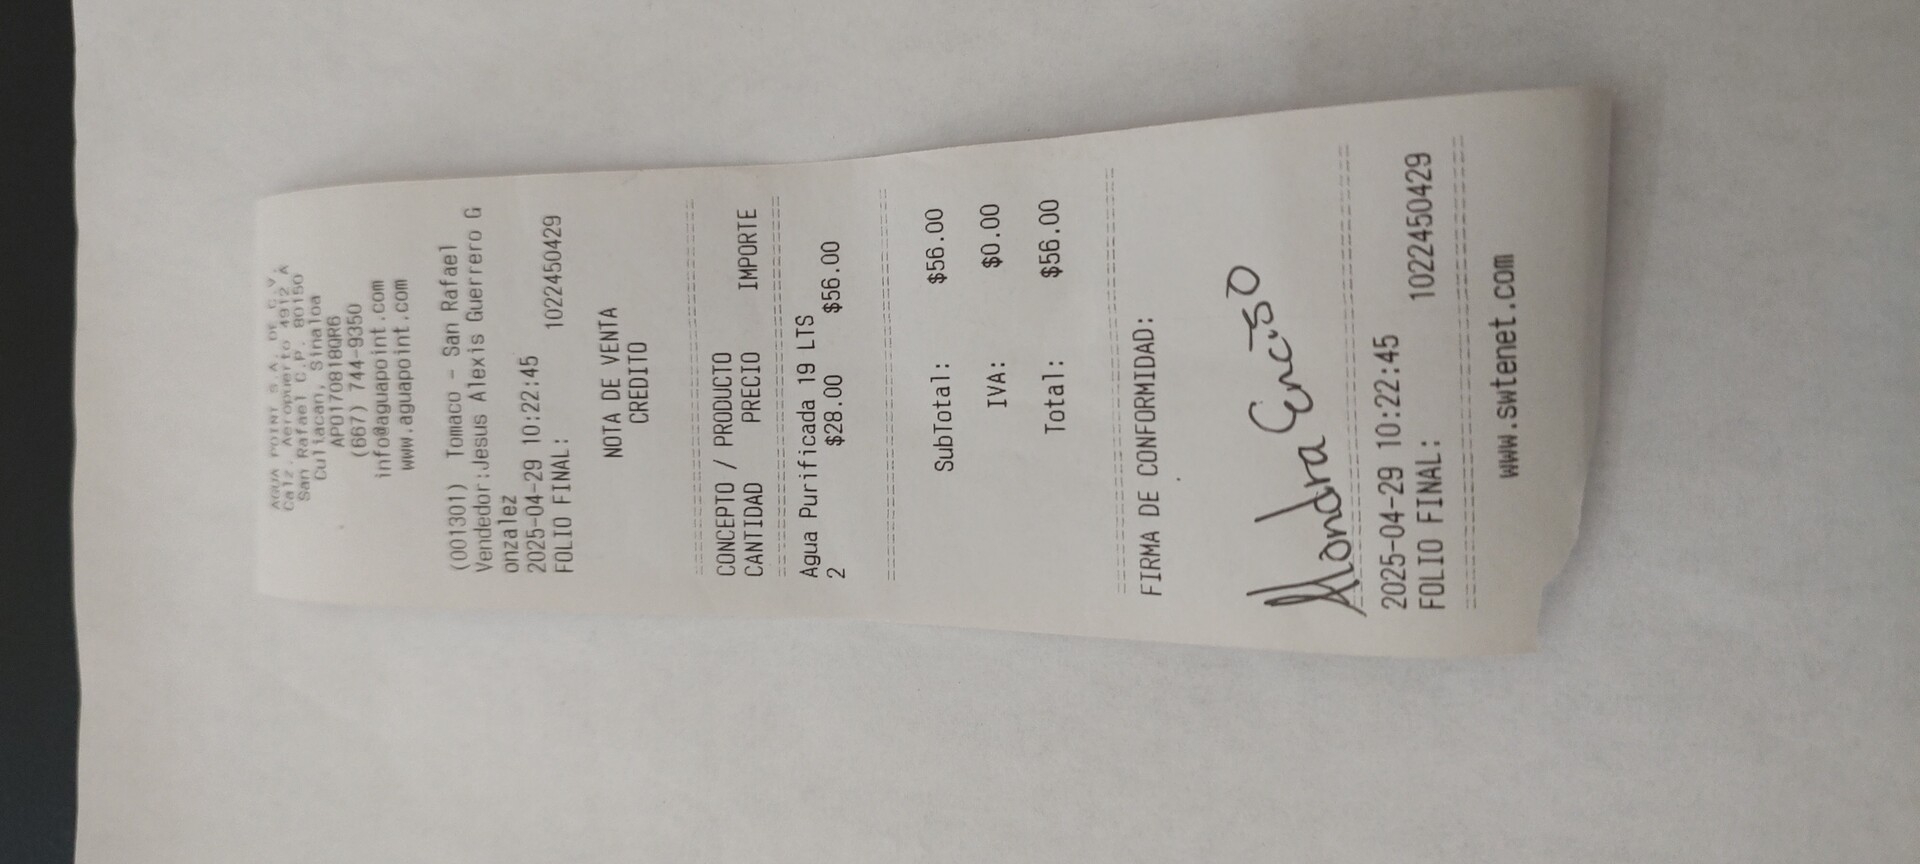 AGUA POINT S.A. DE C.V.
Calz. Aeropuerto 4912 A
San Rafael C.P. 80150
Culiacan, Sinaloa
APO1708180R6
(667) 744-9350
info@aguapoint.com
www.aguapoint.com
(001301) Tomaco - San Rafael
Vendedor:Jesus Alexis Guerrero G
onzalez
2025-04-29 10:22:45
FOLIO FINAL: 1022450429
NOTA DE VENTA
CREDITO
CONCEPTO / PRODUCTO
CANTIDAD PRECIO IMPORTE
Agua Purificada 19 LTS
2 $28.00 $56.00
SubTotal: $56.00
IVA: $0.00
Total: $56.00
FIRMA DE CONFORMIDAD:
Alondra Enciso
2025-04-29 10:22:45
FOLIO FINAL: 1022450429
www.swtenet.com